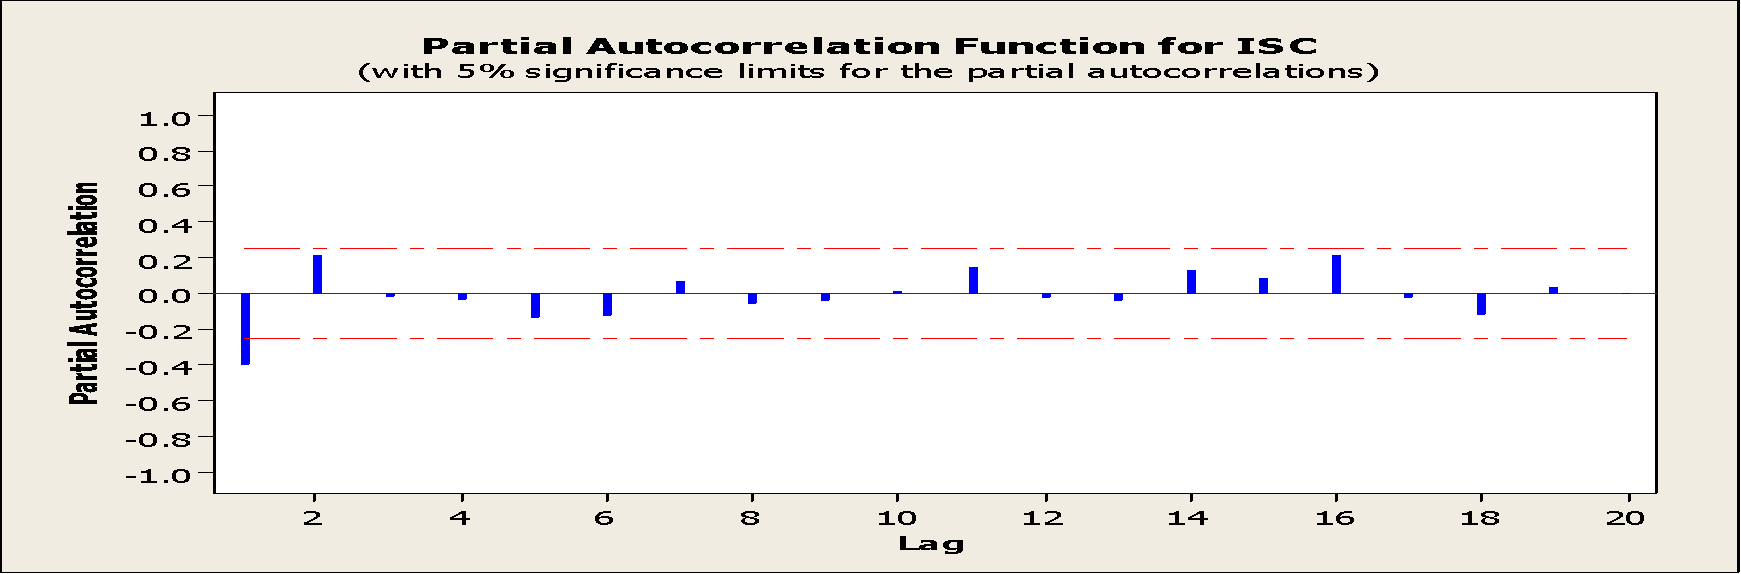 Partial Autocorrelation Function for ISC
(with 5% significance limits for the partial autocorrelations)
Partial Autocorrelation
1.0
0.8
0.6
0.4
0.2
0.0
-0.2
-0.4
-0.6
-0.8
-1.0
2 4 6 8 10 12 14 16 18 20
Lag